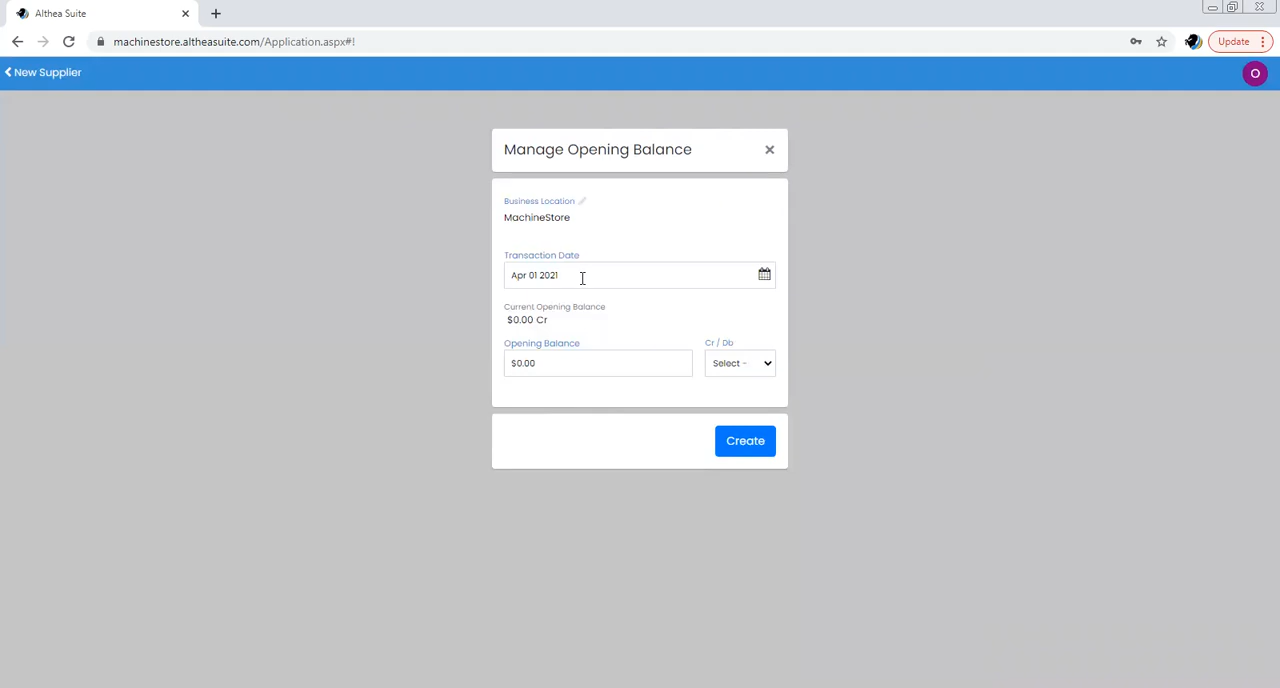 Althea Suite
machinestore.altheasuite.com/Application.aspx#!
Update
New Supplier
O
Manage Opening Balance
Business Location
MachineStore
Transaction Date
Apr 01 2021
Current Opening Balance
$0.00 Cr
Opening Balance Cr / Db
$0.00 Select -
Create